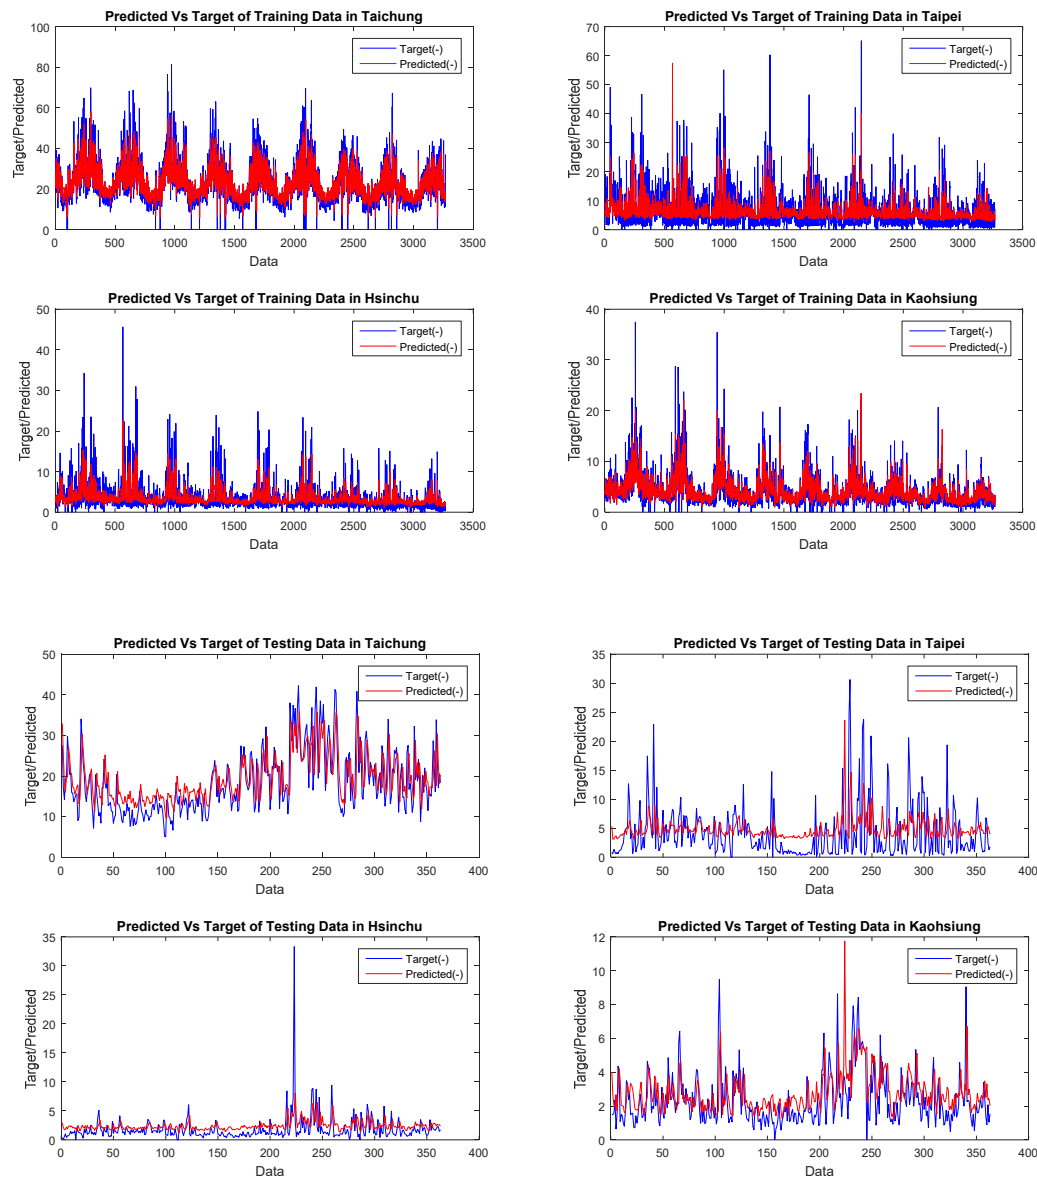 Predicted Vs Target of Training Data in Taichung
100
80
60
40
20
0
Target/Predicted
Target(-)
Predicted(-)
0 500 1000 1500 2000 2500 3000 3500
Data
Predicted Vs Target of Training Data in Taipei
70
60
50
40
30
20
10
0
Target/Predicted
Target(-)
Predicted(-)
0 500 1000 1500 2000 2500 3000 3500
Data
Predicted Vs Target of Training Data in Hsinchu
50
40
30
20
10
0
Target/Predicted
Target(-)
Predicted(-)
0 500 1000 1500 2000 2500 3000 3500
Data
Predicted Vs Target of Training Data in Kaohsiung
40
30
20
10
0
Target/Predicted
Target(-)
Predicted(-)
0 500 1000 1500 2000 2500 3000 3500
Data
Predicted Vs Target of Testing Data in Taichung
50
40
30
20
10
0
Target/Predicted
Target(-)
Predicted(-)
0 50 100 150 200 250 300 350 400
Data
Predicted Vs Target of Testing Data in Taipei
35
30
25
20
15
10
5
0
Target/Predicted
Target(-)
Predicted(-)
0 50 100 150 200 250 300 350 400
Data
Predicted Vs Target of Testing Data in Hsinchu
35
30
25
20
15
10
5
0
Target/Predicted
Target(-)
Predicted(-)
0 50 100 150 200 250 300 350 400
Data
Predicted Vs Target of Testing Data in Kaohsiung
12
10
8
6
4
2
0
Target/Predicted
Target(-)
Predicted(-)
0 50 100 150 200 250 300 350 400
Data